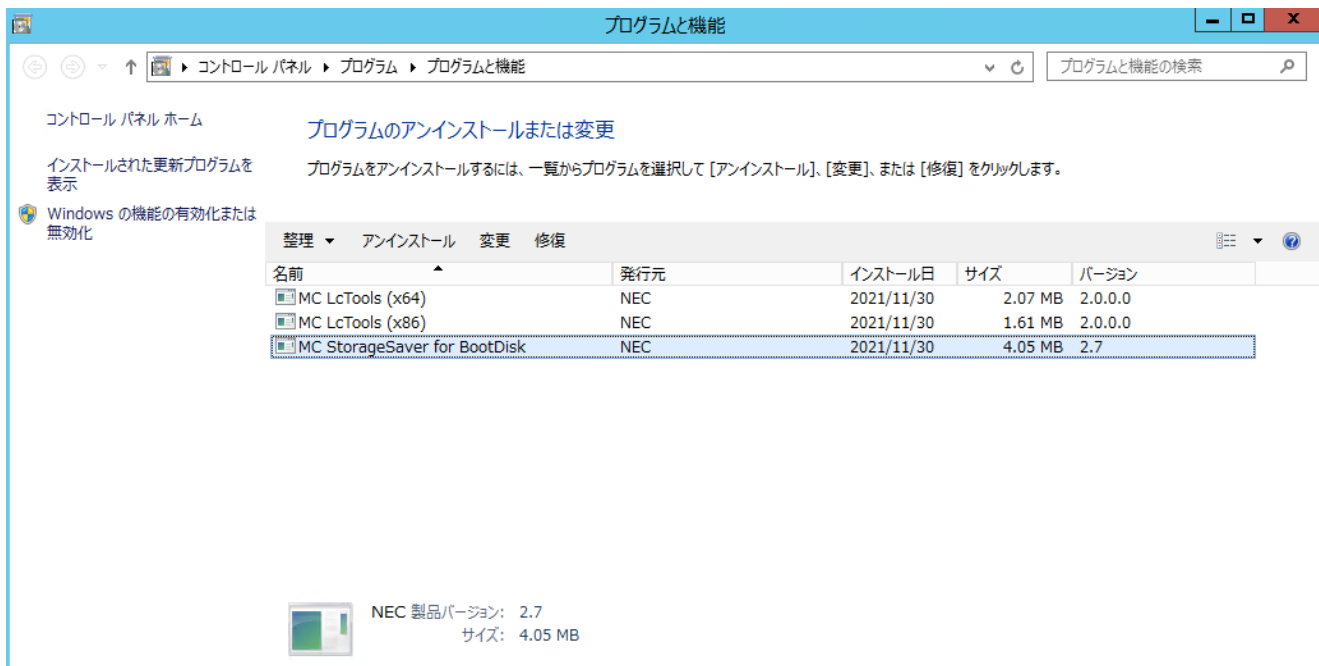 プログラムと機能
コントロール パネル ▸ プログラム ▸ プログラムと機能
プログラムと機能の検索
コントロール パネル ホーム
インストールされた更新プログラムを
表示
Windows の機能の有効化または
無効化
プログラムのアンインストールまたは変更
プログラムをアンインストールするには、一覧からプログラムを選択して [アンインストール]、[変更]、または [修復] をクリックします。
整理 ▼ アンインストール 変更 修復
名前 発行元 インストール日 サイズ バージョン
MC LcTools (x64) NEC 2021/11/30 2.07 MB 2.0.0.0
MC LcTools (x86) NEC 2021/11/30 1.61 MB 2.0.0.0
MC StorageSaver for BootDisk NEC 2021/11/30 4.05 MB 2.7
NEC 製品バージョン: 2.7
サイズ: 4.05 MB